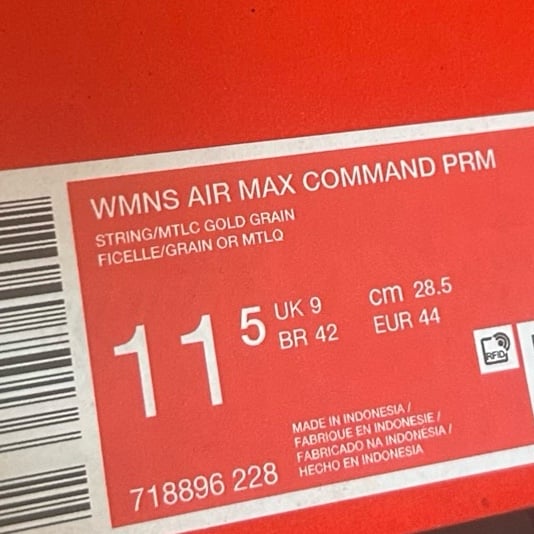 WMNS AIR MAX COMMAND PRM
STRING/MTLC GOLD GRAIN
FICELLE/GRAIN OR MTLQ
11 5
UK 9 cm 28.5
BR 42 EUR 44
RFID
MADE IN INDONESIA /
FABRIQUE EN INDONESIE /
FABRICADO NA INDONÉSIA /
HECHO EN INDONESIA
718896 228